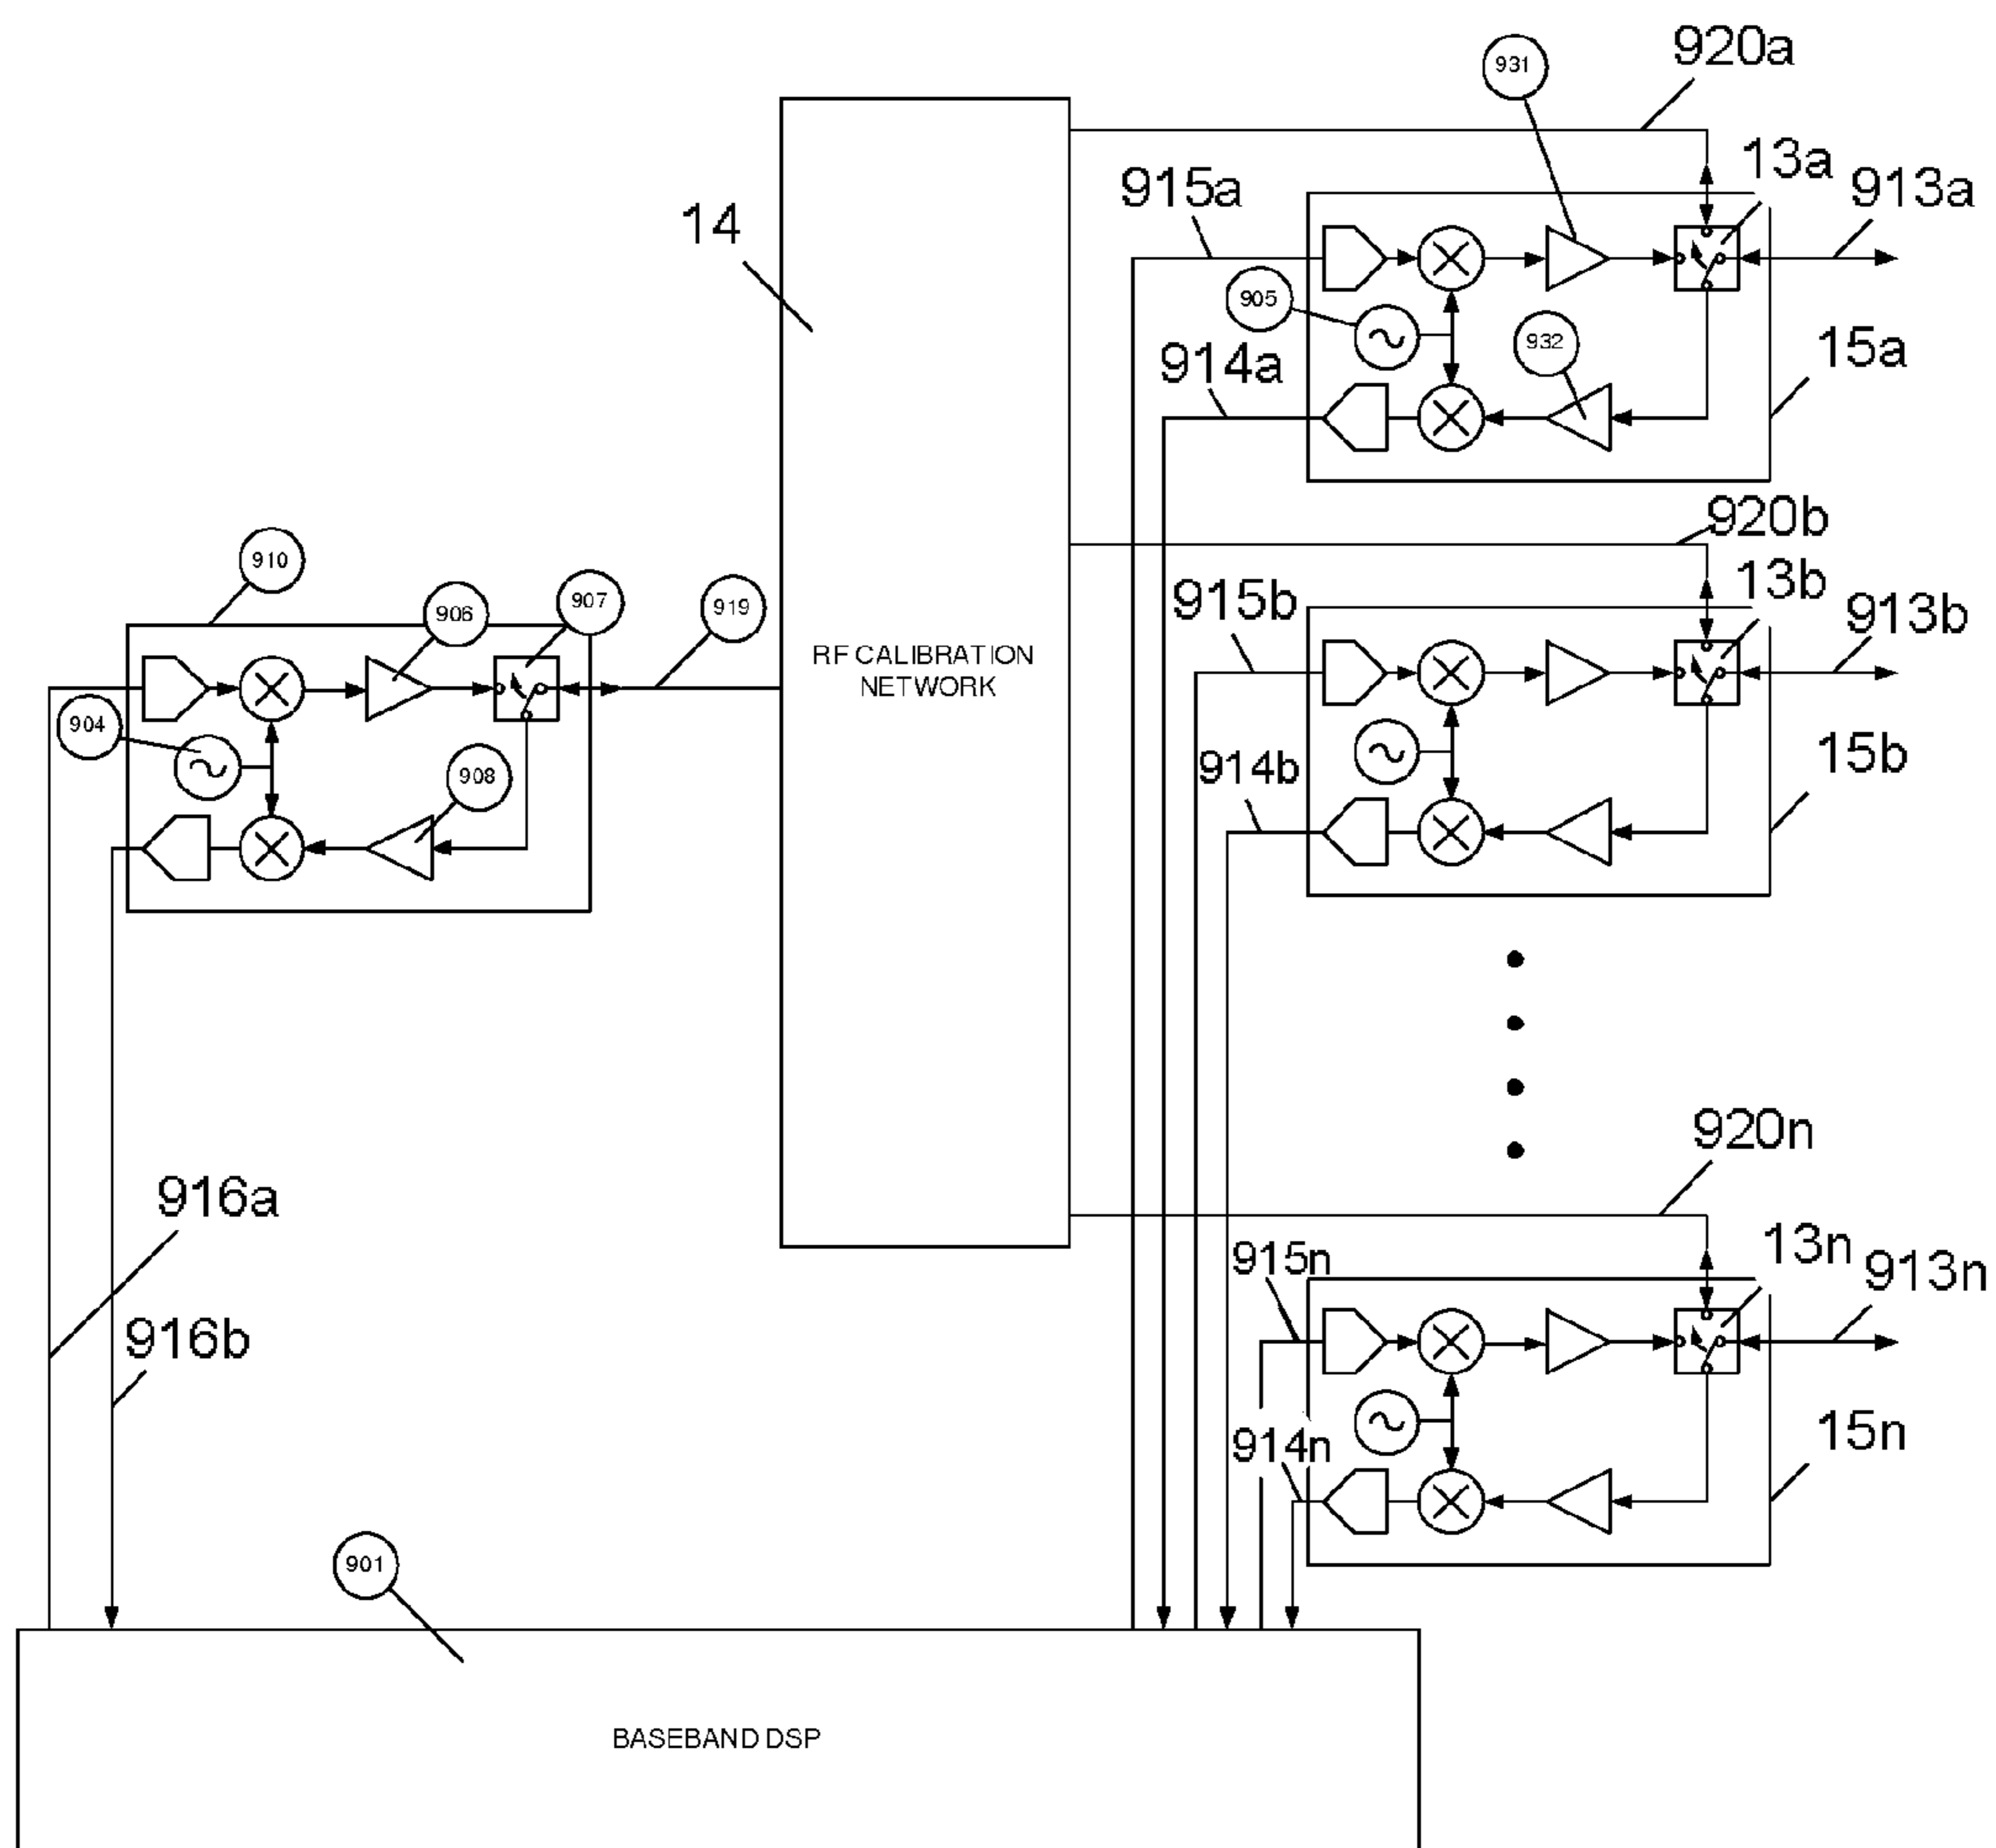 920a
931
13a
913a
915a
14
905
932
15a
914a
920b
910
13b
907
906
919
915b
913b
RF CALIBRATION
NETWORK
904
908
914b
15b
920n
916a
13n
915n
913n
916b
914n
15n
901
BASEBAND DSP